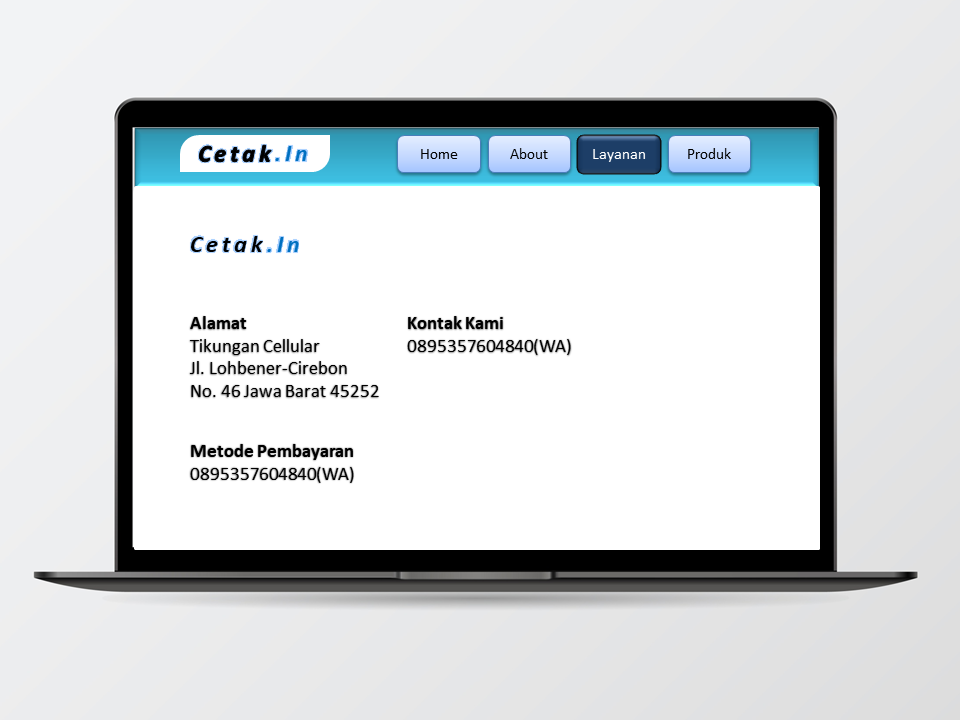 Cetak.In
Home
About
Layanan
Produk
Cetak.In
Alamat
Tikungan Cellular
Jl. Lohbener-Cirebon
No. 46 Jawa Barat 45252
Kontak Kami
0895357604840(WA)
Metode Pembayaran
0895357604840(WA)